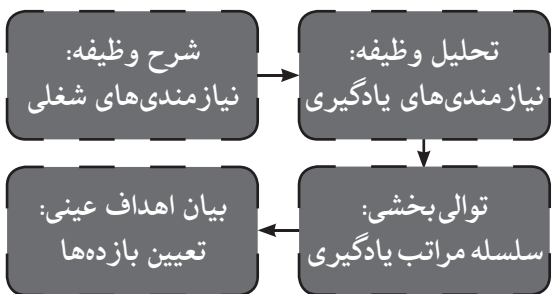 شرح وظیفه:
نیازمندی‌های شغلی
تحلیل وظیفه:
نیازمندی‌های یادگیری
توالی‌بخشی:
سلسله مراتب یادگیری
بیان اهداف عینی:
تعیین بازده‌ها